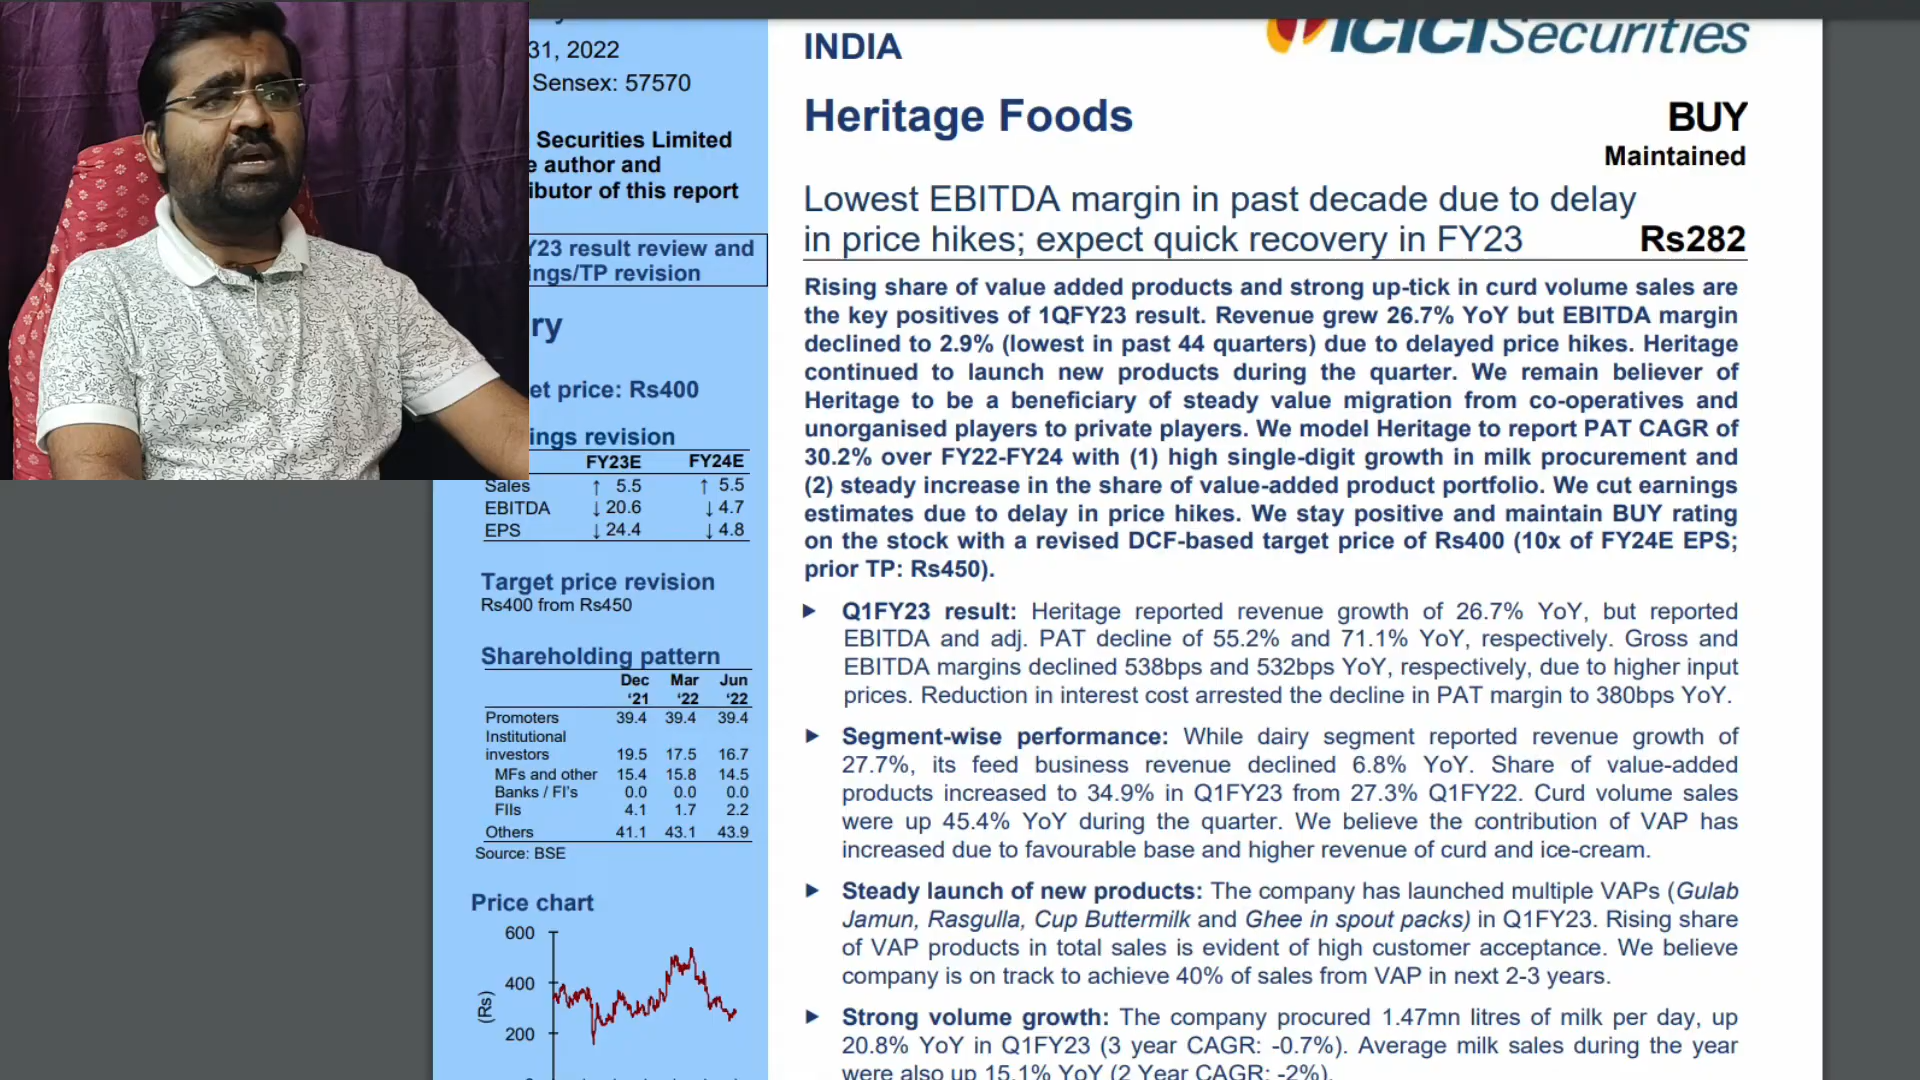 31, 2022
Sensex: 57570
Securities Limited
author and
of this report
result review and
revision
price: Rs400
revision
FY23E FY24E
Sales ↑ 5.5 ↑ 5.5
EBITDA ↓ 20.6 ↓ 4.7
EPS ↓ 24.4 ↓ 4.8
Target price revision
Rs400 from Rs450
Shareholding pattern
Dec Mar Jun
'21 '22 '22
Promoters 39.4 39.4 39.4
Institutional
investors 19.5 17.5 16.7
MFs and other 15.4 15.8 14.5
Banks / FI's 0.0 0.0 0.0
FIIs 4.1 1.7 2.2
Others 41.1 43.1 43.9
Source: BSE
Price chart
600
400
200
(Rs)
ICICI Securities
INDIA
Heritage Foods
BUY
Maintained
Lowest EBITDA margin in past decade due to delay
in price hikes; expect quick recovery in FY23 Rs282
Rising share of value added products and strong up-tick in curd volume sales are
the key positives of 1QFY23 result. Revenue grew 26.7% YoY but EBITDA margin
declined to 2.9% (lowest in past 44 quarters) due to delayed price hikes. Heritage
continued to launch new products during the quarter. We remain believer of
Heritage to be a beneficiary of steady value migration from co-operatives and
unorganised players to private players. We model Heritage to report PAT CAGR of
30.2% over FY22-FY24 with (1) high single-digit growth in milk procurement and
(2) steady increase in the share of value-added product portfolio. We cut earnings
estimates due to delay in price hikes. We stay positive and maintain BUY rating
on the stock with a revised DCF-based target price of Rs400 (10x of FY24E EPS;
prior TP: Rs450).
Q1FY23 result: Heritage reported revenue growth of 26.7% YoY, but reported
EBITDA and adj. PAT decline of 55.2% and 71.1% YoY, respectively. Gross and
EBITDA margins declined 538bps and 532bps YoY, respectively, due to higher input
prices. Reduction in interest cost arrested the decline in PAT margin to 380bps YoY.
Segment-wise performance: While dairy segment reported revenue growth of
27.7%, its feed business revenue declined 6.8% YoY. Share of value-added
products increased to 34.9% in Q1FY23 from 27.3% Q1FY22. Curd volume sales
were up 45.4% YoY during the quarter. We believe the contribution of VAP has
increased due to favourable base and higher revenue of curd and ice-cream.
Steady launch of new products: The company has launched multiple VAPs (Gulab
Jamun, Rasgulla, Cup Buttermilk and Ghee in spout packs) in Q1FY23. Rising share
of VAP products in total sales is evident of high customer acceptance. We believe
company is on track to achieve 40% of sales from VAP in next 2-3 years.
Strong volume growth: The company procured 1.47mn litres of milk per day, up
20.8% YoY in Q1FY23 (3 year CAGR: -0.7%). Average milk sales during the year
were also up 15.1% YoY (2 Year CAGR: -2%).